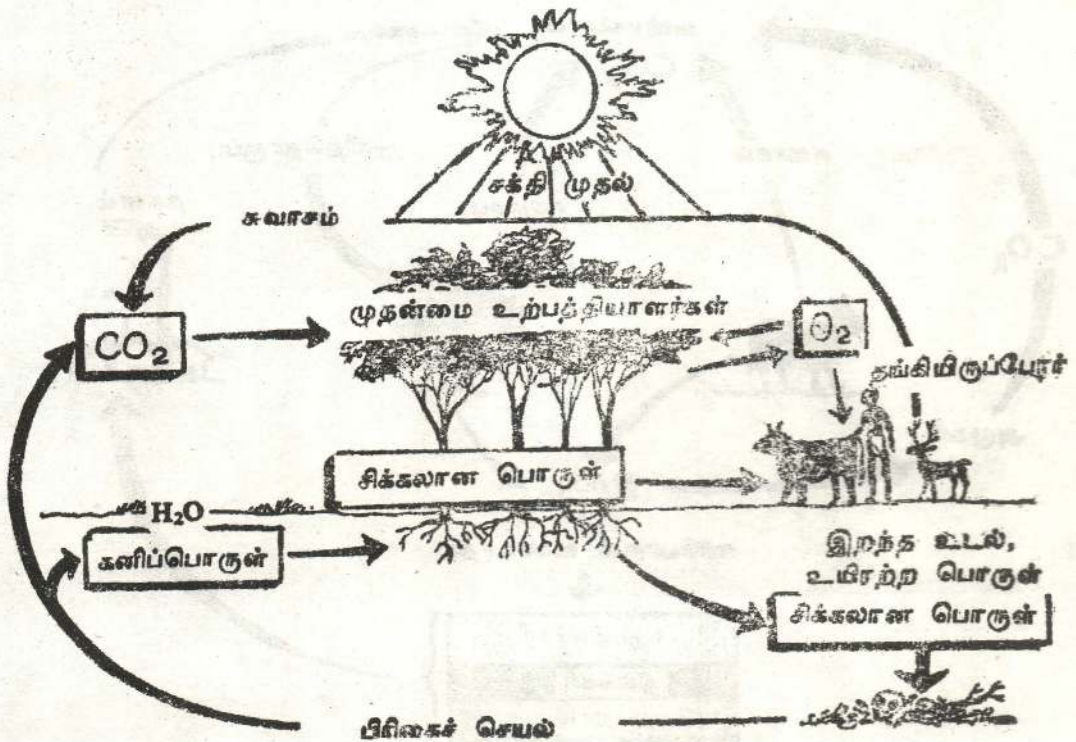 சக்தி முதல்
சுவாசம்
முதன்மை உற்பத்தியாளர்கள்
CO₂
O₂
தங்கியிருப்போர்
சிக்கலான பொருள்
H₂O
கனிப்பொருள்
இறந்த உடல்,
உயிரற்ற பொருள்
சிக்கலான பொருள்
பிரிகைச் செயல்